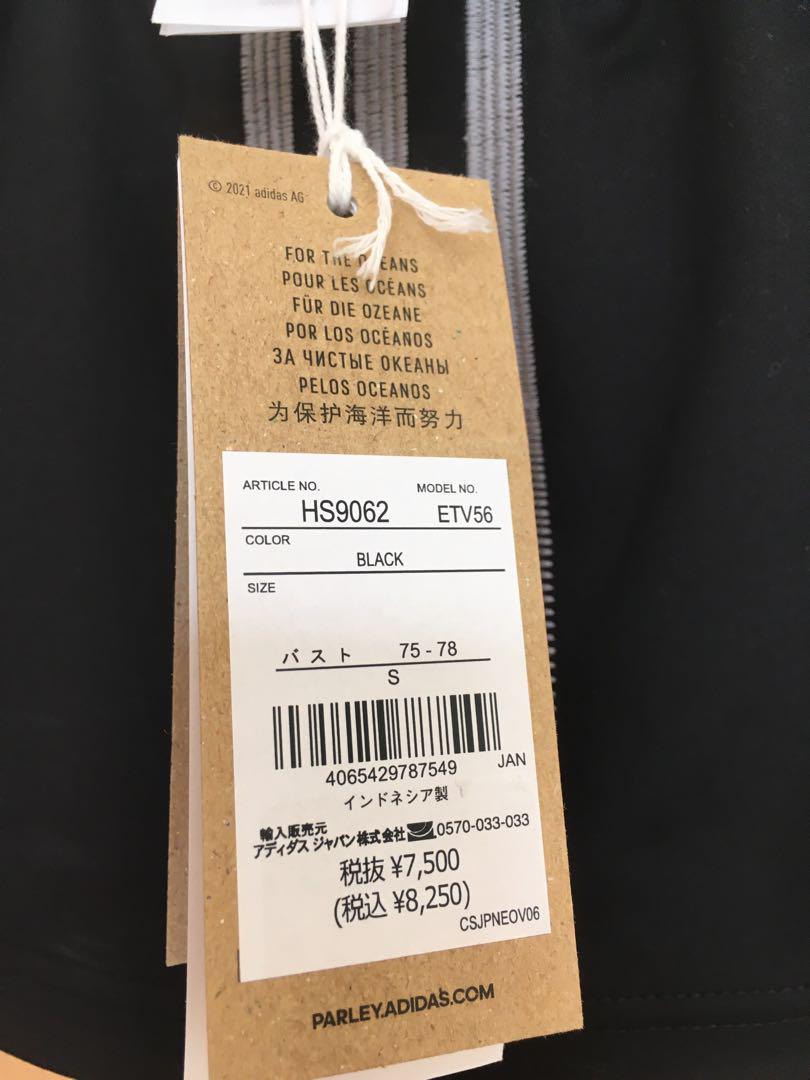 © 2021 adidas AG
FOR THE OCEANS
POUR LES OCÉANS
FÜR DIE OZEANE
POR LOS OCÉANOS
ЗА ЧИСТЫЕ ОКЕАНЫ
PELOS OCEANOS
为保护海洋而努力
ARTICLE NO. MODEL NO.
HS9062 ETV56
COLOR
BLACK
SIZE
バスト 75 - 78
S
4065429787549 JAN
インドネシア製
輸入販売元
アディダス ジャパン株式会社 0570-033-033
税抜 ¥7,500
(税込 ¥8,250)
CSJPNEOV06
PARLEY.ADIDAS.COM